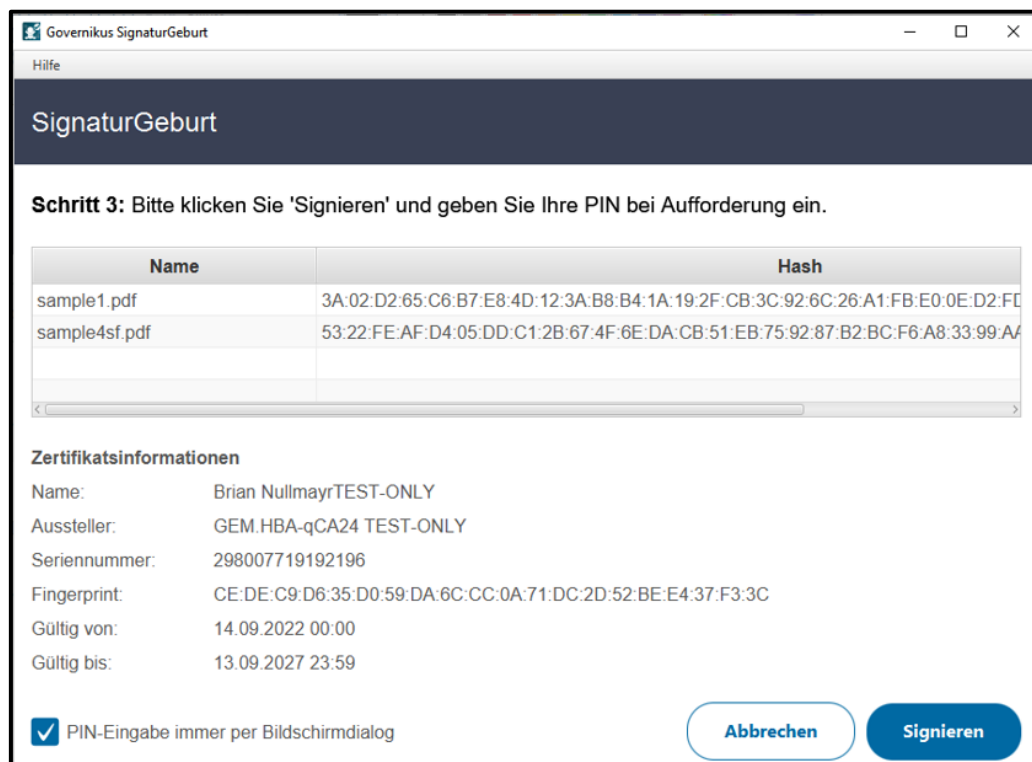 Governikus SignaturGeburt
Hilfe
SignaturGeburt
Schritt 3: Bitte klicken Sie 'Signieren' und geben Sie Ihre PIN bei Aufforderung ein.
Name Hash
sample1.pdf 3A:02:D2:65:C6:B7:E8:4D:12:3A:B8:B4:1A:19:2F:CB:3C:92:6C:26:A1:FB:E0:0E:D2:FD
sample4sf.pdf 53:22:FE:AF:D4:05:DD:C1:2B:67:4F:6E:DA:CB:51:EB:75:92:87:B2:BC:F6:A8:33:99:AA
Zertifikatsinformationen
Name: Brian NullmayrTEST-ONLY
Aussteller: GEM.HBA-qCA24 TEST-ONLY
Seriennummer: 298007719192196
Fingerprint: CE:DE:C9:D6:35:D0:59:DA:6C:CC:0A:71:DC:2D:52:BE:E4:37:F3:3C
Gültig von: 14.09.2022 00:00
Gültig bis: 13.09.2027 23:59
PIN-Eingabe immer per Bildschirmdialog Abbrechen Signieren